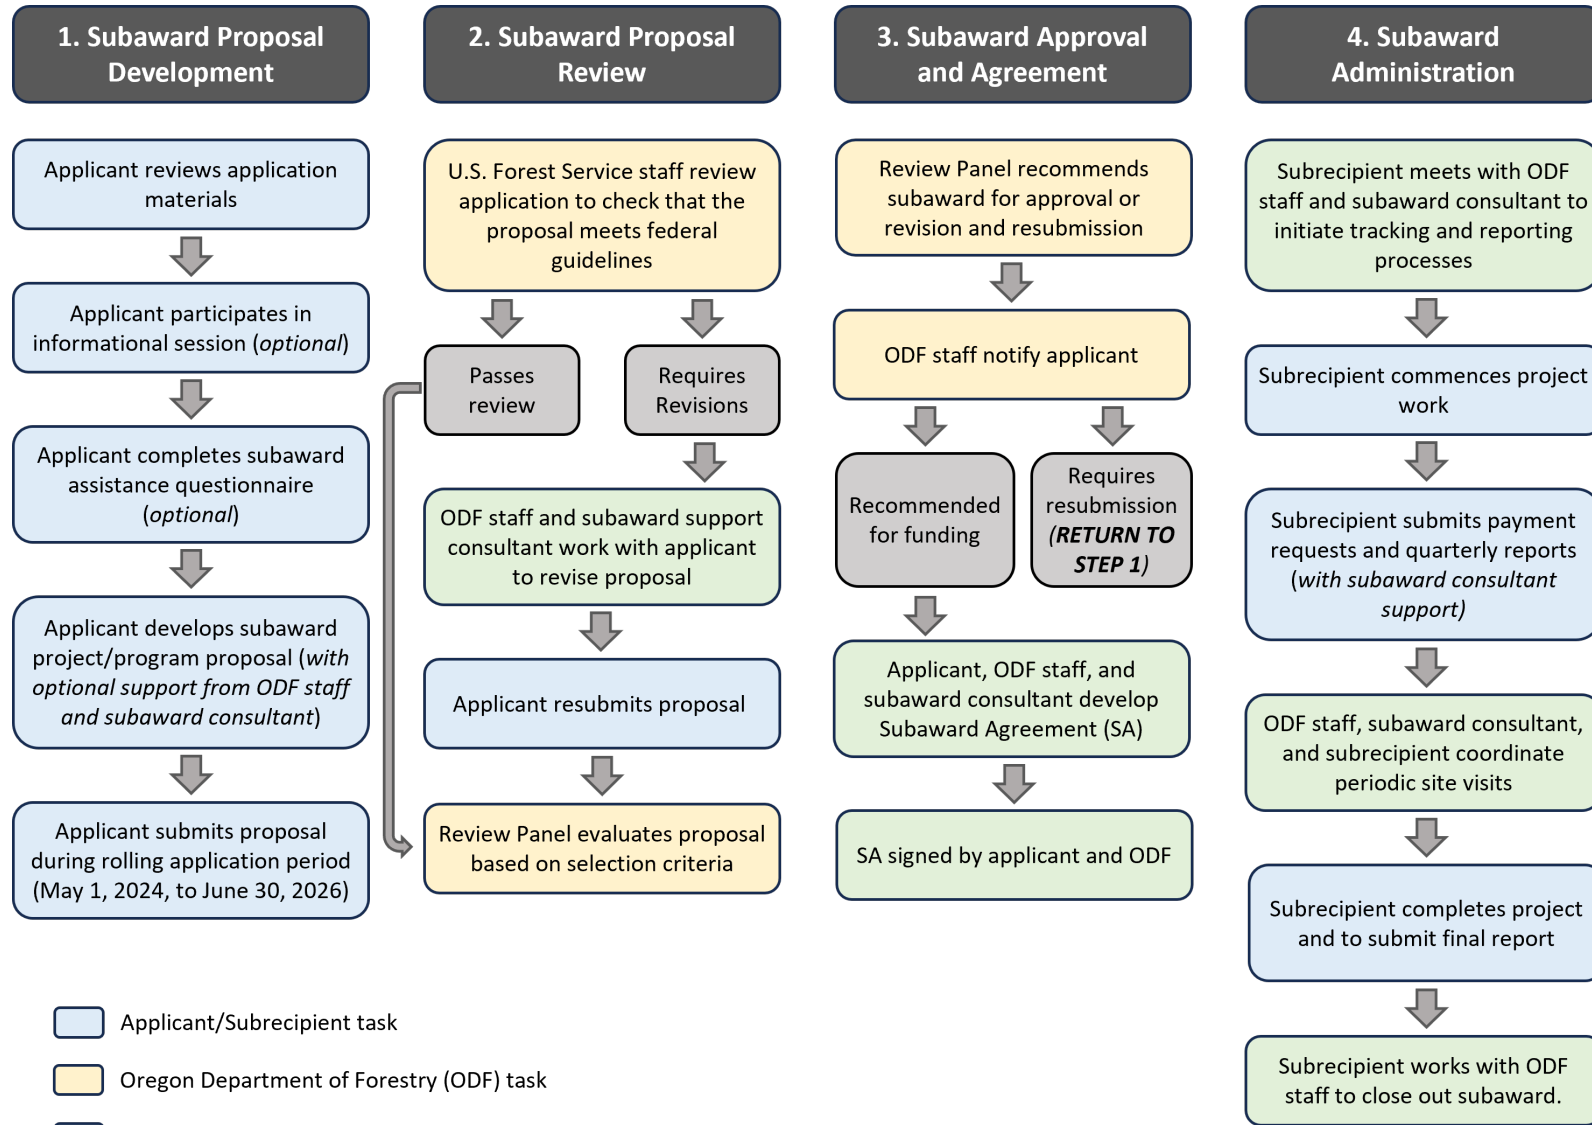 1. Subaward Proposal
Development
Applicant reviews application
materials
Applicant participates in
informational session (optional)
Applicant completes subaward
assistance questionnaire
(optional)
Applicant develops subaward
project/program proposal (with
optional support from ODF staff
and subaward consultant)
Applicant submits proposal
during rolling application period
(May 1, 2024, to June 30, 2026)
2. Subaward Proposal
Review
U.S. Forest Service staff review
application to check that the
proposal meets federal
guidelines
Passes
review
Requires
Revisions
ODF staff and subaward support
consultant work with applicant
to revise proposal
Applicant resubmits proposal
Review Panel evaluates proposal
based on selection criteria
3. Subaward Approval
and Agreement
Review Panel recommends
subaward for approval or
revision and resubmission
ODF staff notify applicant
Recommended
for funding
Requires
resubmission
(RETURN TO
STEP 1)
Applicant, ODF staff, and
subaward consultant develop
Subaward Agreement (SA)
SA signed by applicant and ODF
4. Subaward
Administration
Subrecipient meets with ODF
staff and subaward consultant to
initiate tracking and reporting
processes
Subrecipient commences project
work
Subrecipient submits payment
requests and quarterly reports
(with subaward consultant
support)
ODF staff, subaward consultant,
and subrecipient coordinate
periodic site visits
Subrecipient completes project
and to submit final report
Subrecipient works with ODF
staff to close out subaward.
Applicant/Subrecipient task
Oregon Department of Forestry (ODF) task